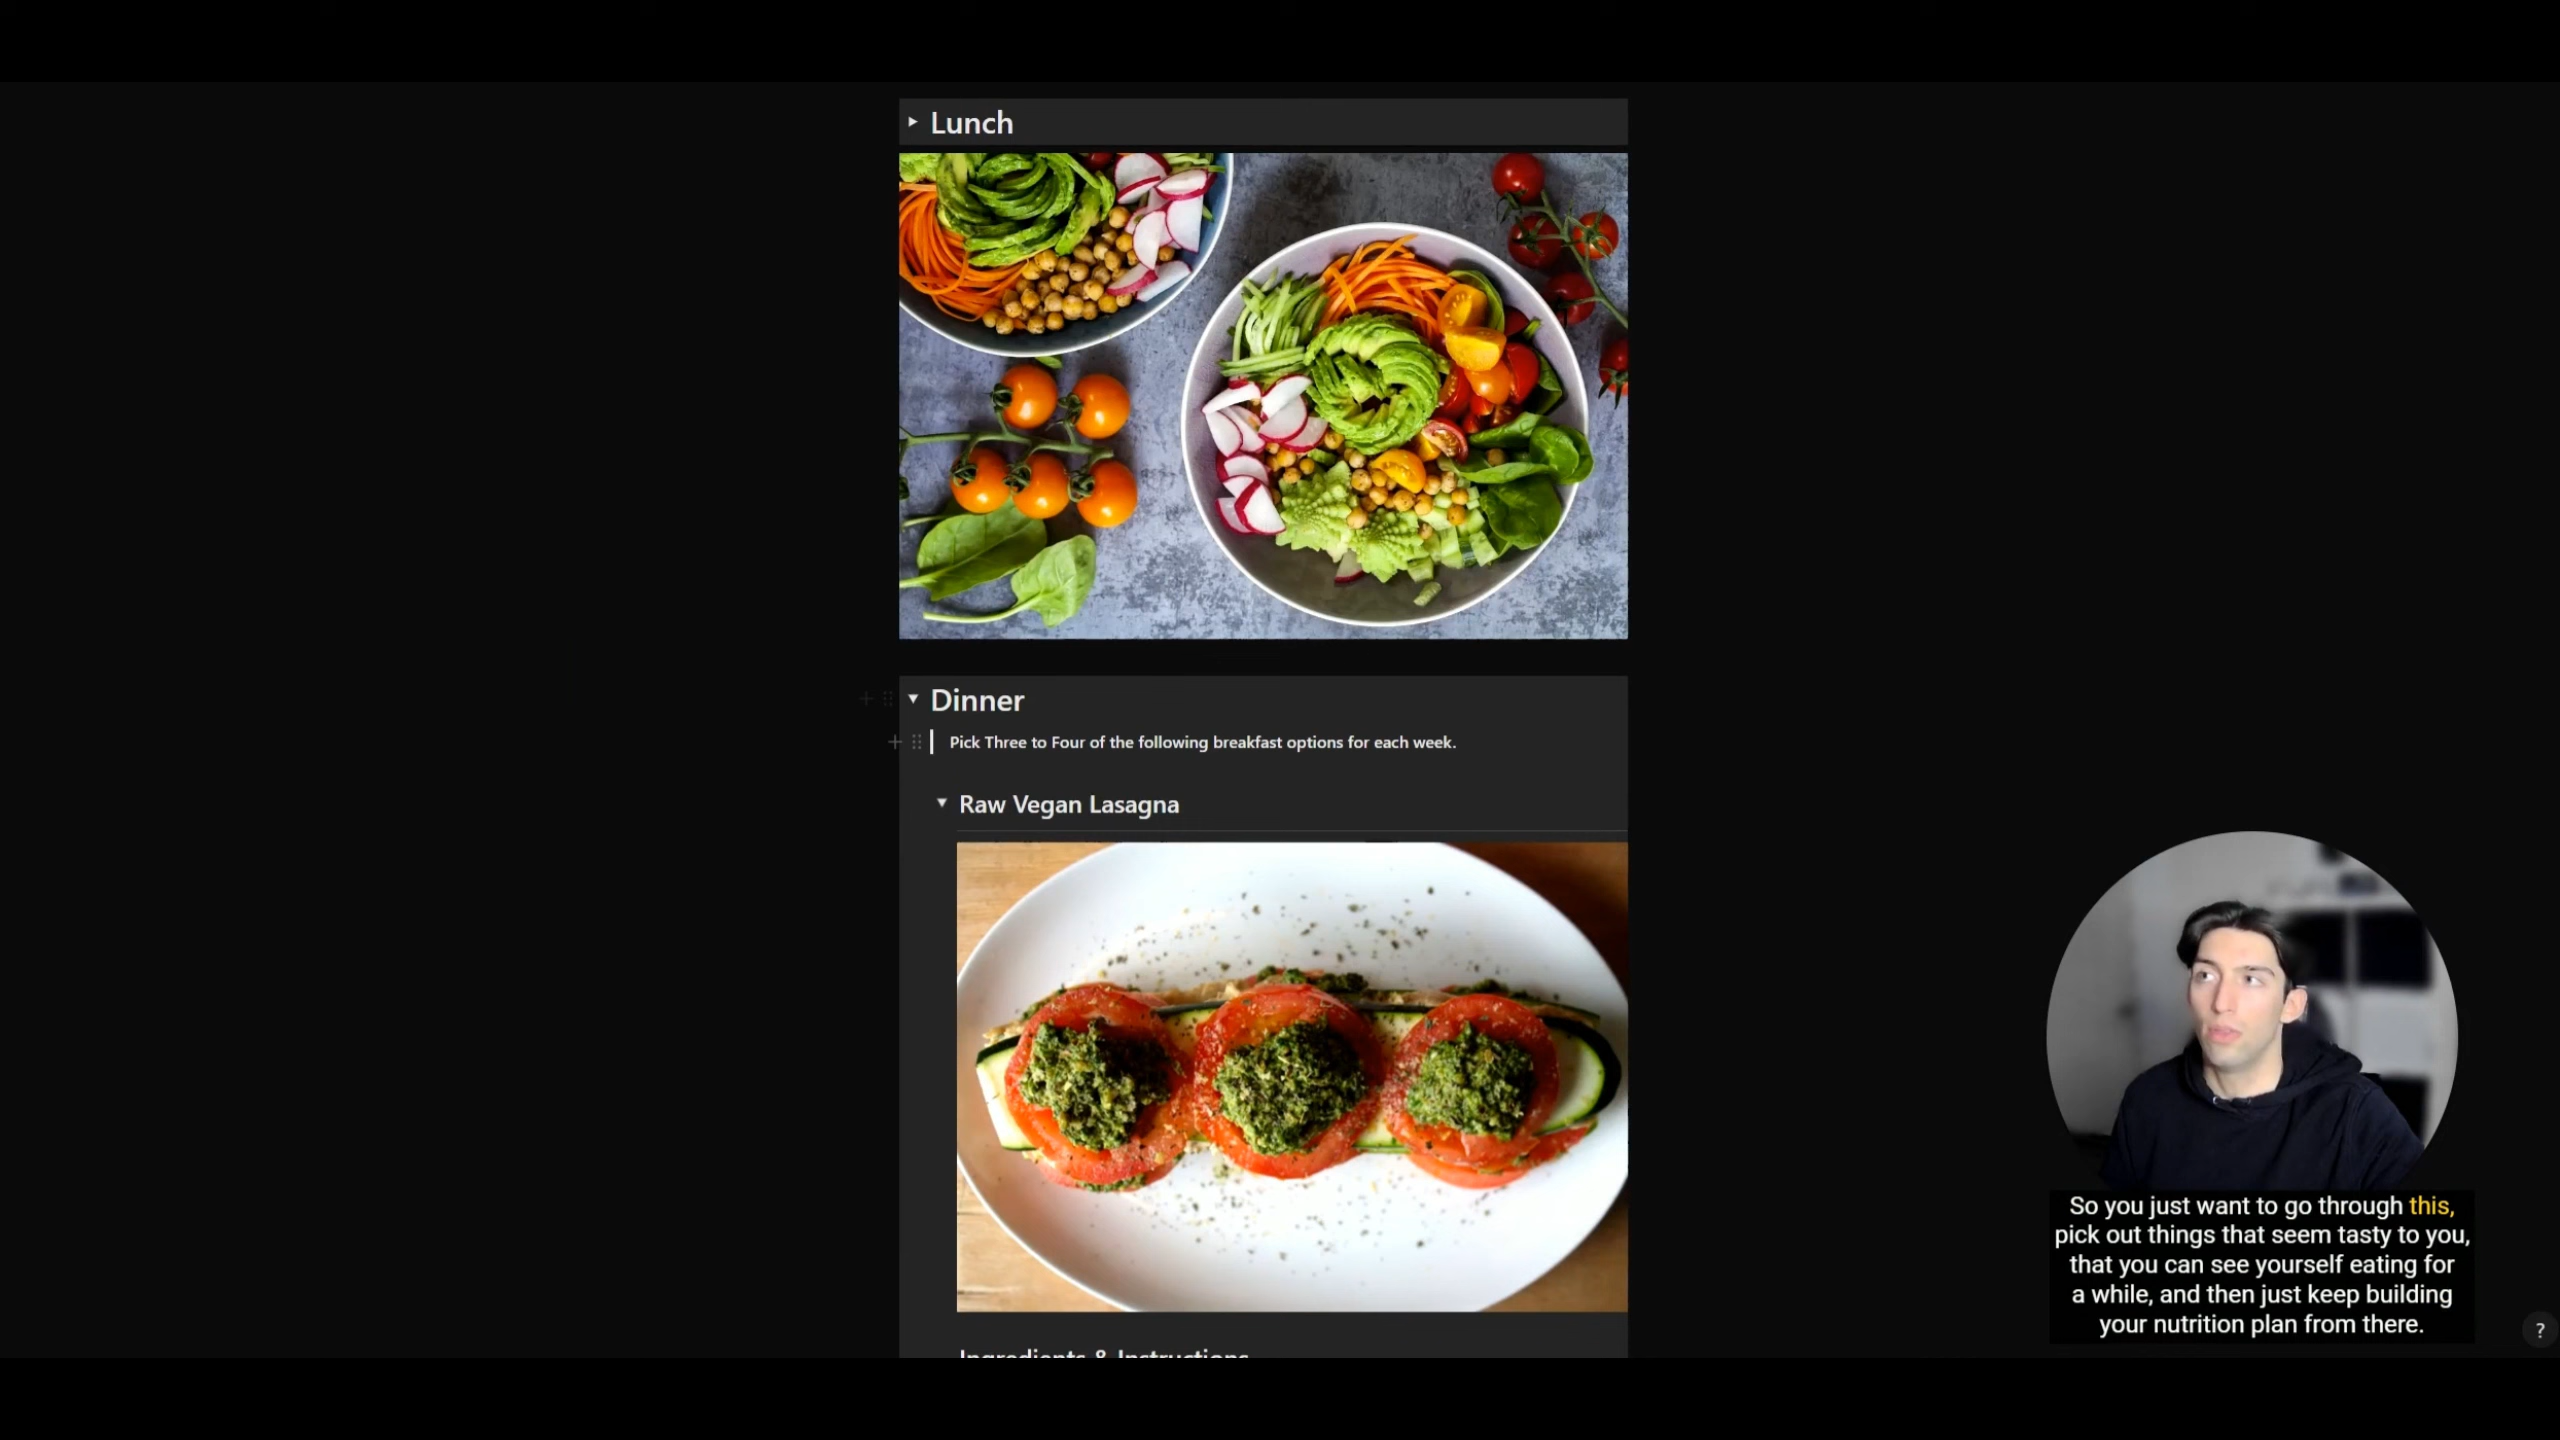 Lunch
Dinner
Pick Three to Four of the following breakfast options for each week.
Raw Vegan Lasagna
Ingredients & Instructions
So you just want to go through this,
pick out things that seem tasty to you,
that you can see yourself eating for
a while, and then just keep building
your nutrition plan from there.
?